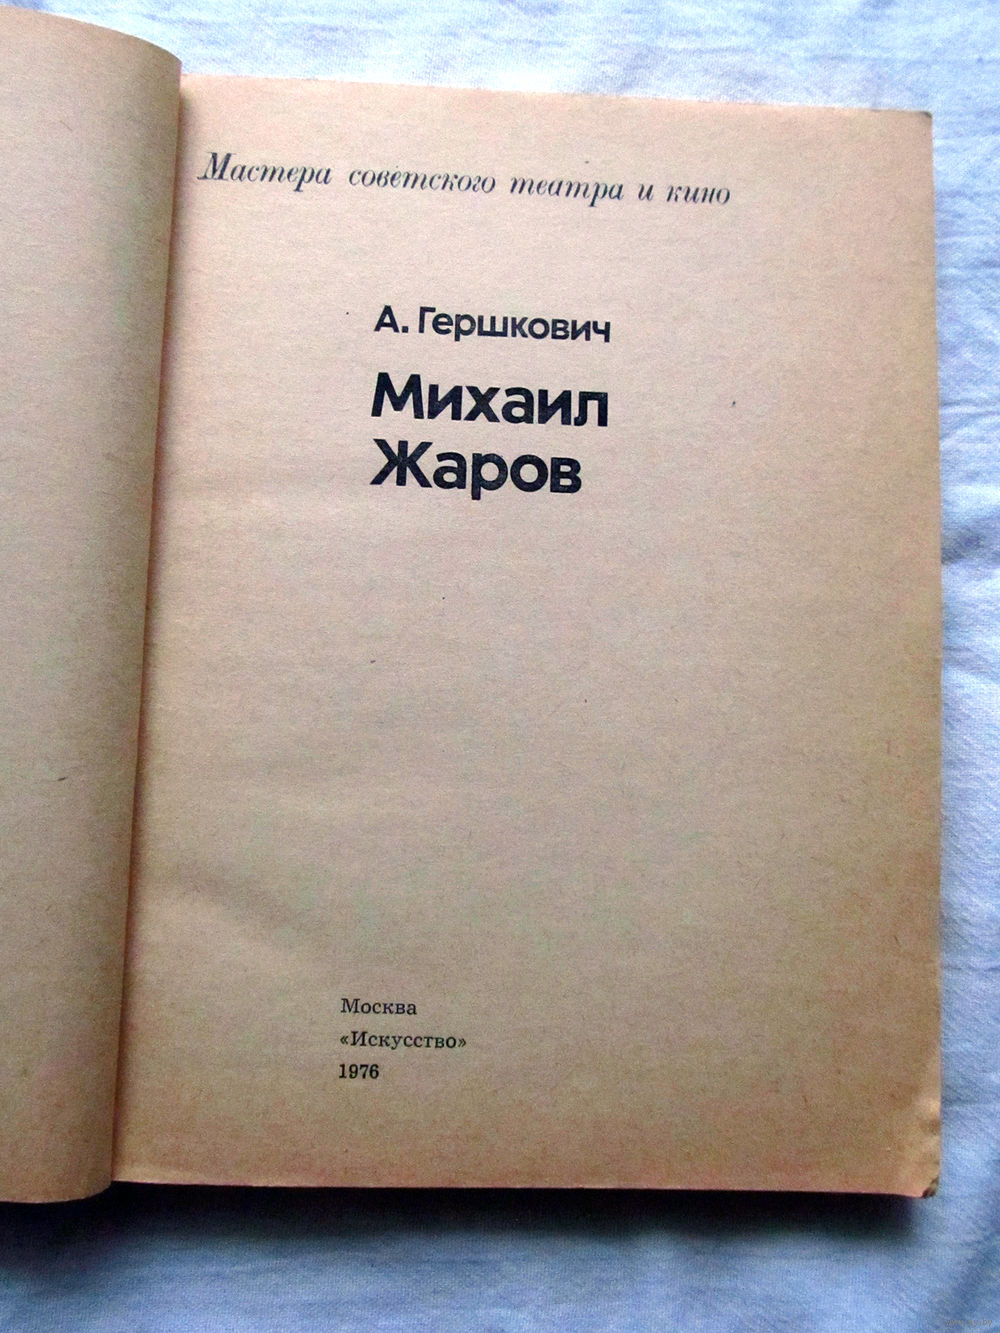 Мастера советского театра и кино
А. Гершкович
Михаил
Жаров
Москва
«Искусство»
1976